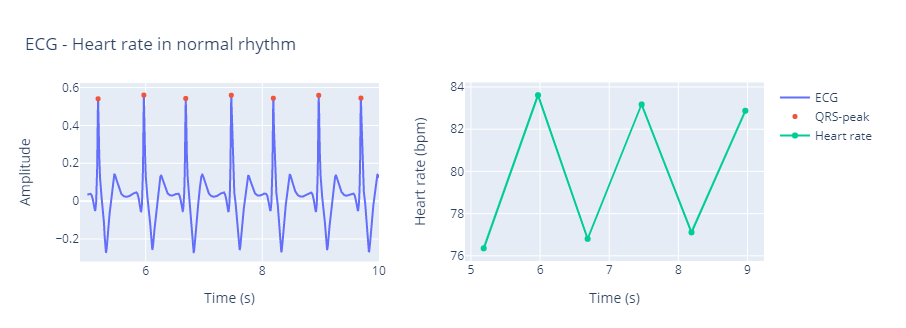 ECG - Heart rate in normal rhythm
0.6
0.4
0.2
0
−0.2
6
8
10
Amplitude
Time (s)
84
82
80
78
76
5
6
7
8
9
Heart rate (bpm)
Time (s)
ECG
QRS-peak
Heart rate